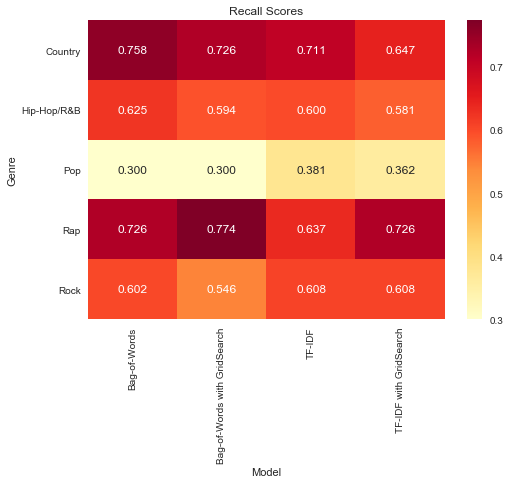 Recall Scores
Country 0.758 0.726 0.711 0.647
Hip-Hop/R&B 0.625 0.594 0.600 0.581
Pop 0.300 0.300 0.381 0.362
Rap 0.726 0.774 0.637 0.726
Rock 0.602 0.546 0.608 0.608
Genre
Bag-of-Words
Bag-of-Words with GridSearch
TF-IDF
TF-IDF with GridSearch
Model
0.7
0.6
0.5
0.4
0.3